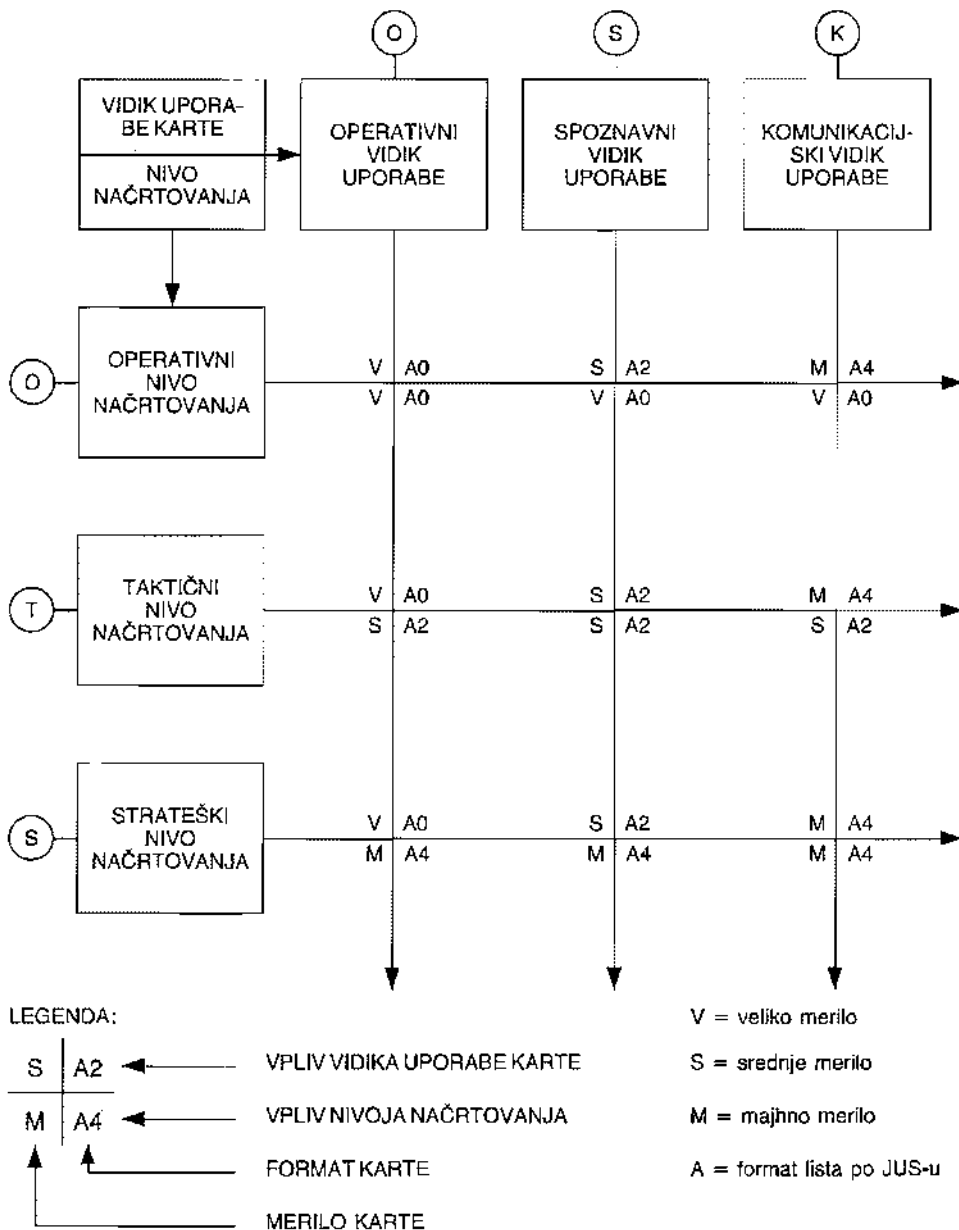 O S K
VIDIK UPORA-
BE KARTE
NIVO
NAČRTOVANJA
OPERATIVNI
VIDIK
UPORABE
SPOZNAVNI
VIDIK
UPORABE
KOMUNIKACIJ-
SKI VIDIK
UPORABE
O
OPERATIVNI
NIVO
NAČRTOVANJA
V A0 S A2 M A4
V A0 V A0 V A0
T
TAKTIČNI
NIVO
NAČRTOVANJA
V A0 S A2 M A4
S A2 S A2 S A2
S
STRATEŠKI
NIVO
NAČRTOVANJA
V A0 S A2 M A4
M A4 M A4 M A4
LEGENDA:
S A2 VPLIV VIDIKA UPORABE KARTE
M A4 VPLIV NIVOJA NAČRTOVANJA
FORMAT KARTE
MERILO KARTE
V = veliko merilo
S = srednje merilo
M = majhno merilo
A = format lista po JUS-u